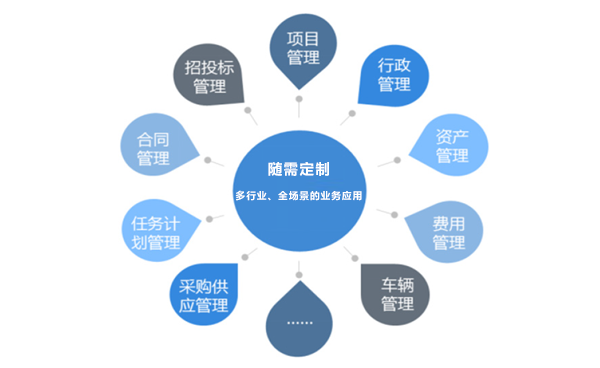 项目
管理
行政
管理
资产
管理
费用
管理
车辆
管理
······
采购供
应管理
任务计
划管理
合同
管理
招投标
管理
随需定制
多行业、全场景的业务应用